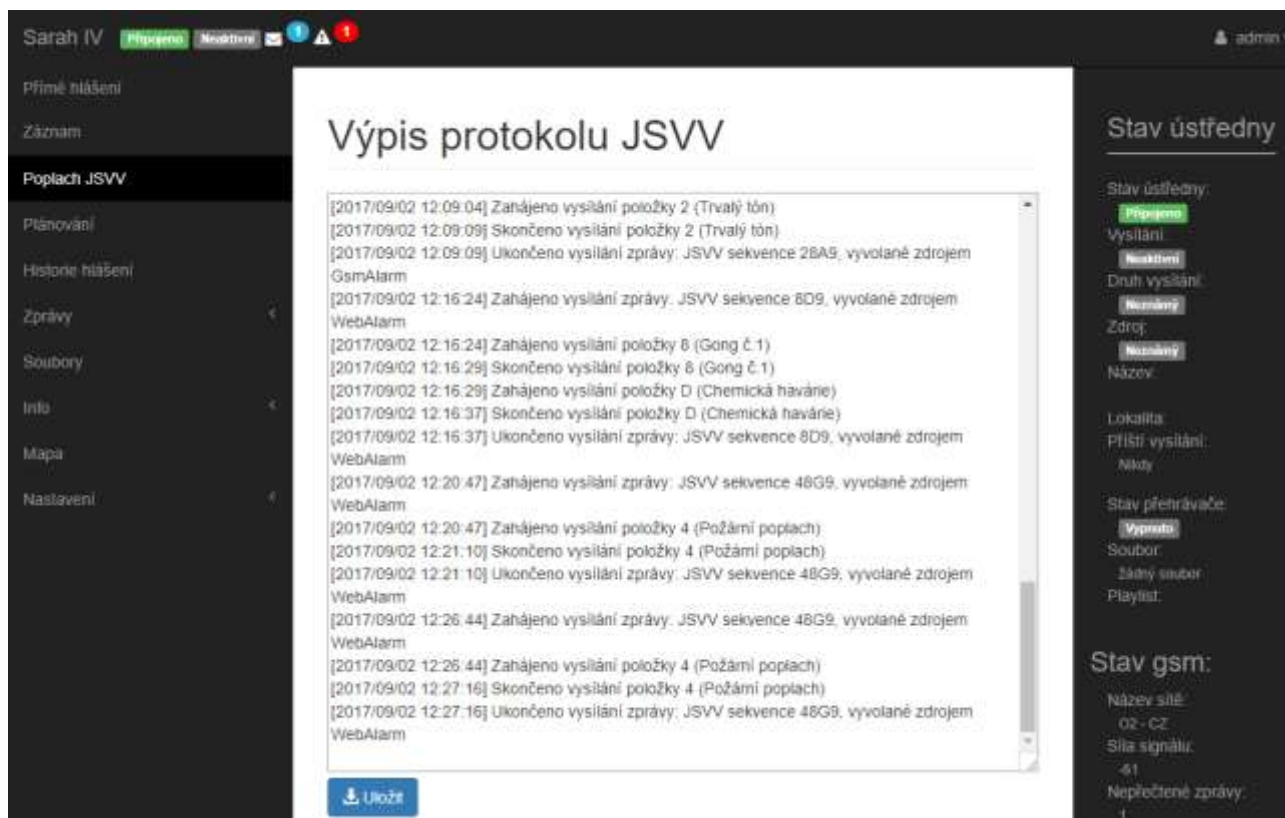 Sarah IV Připojeno Neaktivní 1 1
admin
Přímé hlášení
Záznam
Poplach JSVV
Plánování
Historie hlášení
Zprávy
Soubory
Info
Mapa
Nastavení
Výpis protokolu JSVV
[2017/09/02 12:09:04] Zahájeno vysílání položky 2 (Trvalý tón)
[2017/09/02 12:09:09] Skončeno vysílání položky 2 (Trvalý tón)
[2017/09/02 12:09:09] Ukončeno vysílání zprávy: JSVV sekvence 28A9, vyvolané zdrojem
GsmAlarm
[2017/09/02 12:16:24] Zahájeno vysílání zprávy: JSVV sekvence 8D9, vyvolané zdrojem
WebAlarm
[2017/09/02 12:16:24] Zahájeno vysílání položky 8 (Gong č.1)
[2017/09/02 12:16:29] Skončeno vysílání položky 8 (Gong č.1)
[2017/09/02 12:16:29] Zahájeno vysílání položky D (Chemická havárie)
[2017/09/02 12:16:37] Skončeno vysílání položky D (Chemická havárie)
[2017/09/02 12:16:37] Ukončeno vysílání zprávy: JSVV sekvence 8D9, vyvolané zdrojem
WebAlarm
[2017/09/02 12:20:47] Zahájeno vysílání zprávy: JSVV sekvence 48G9, vyvolané zdrojem
WebAlarm
[2017/09/02 12:20:47] Zahájeno vysílání položky 4 (Požární poplach)
[2017/09/02 12:21:10] Skončeno vysílání položky 4 (Požární poplach)
[2017/09/02 12:21:10] Ukončeno vysílání zprávy: JSVV sekvence 48G9, vyvolané zdrojem
WebAlarm
[2017/09/02 12:26:44] Zahájeno vysílání zprávy: JSVV sekvence 48G9, vyvolané zdrojem
WebAlarm
[2017/09/02 12:26:44] Zahájeno vysílání položky 4 (Požární poplach)
[2017/09/02 12:27:16] Skončeno vysílání položky 4 (Požární poplach)
[2017/09/02 12:27:16] Ukončeno vysílání zprávy: JSVV sekvence 48G9, vyvolané zdrojem
WebAlarm
Uložit
Stav ústředny
Stav ústředny:
Připojeno
Vysílání:
Neaktivní
Druh vysílání:
Neznámý
Zdroj:
Neznámý
Název:
Lokalita:
Příští vysílání:
Nikdy
Stav přehrávače:
Vypnuto
Soubor:
Žádný soubor
Playlist:
Stav gsm:
Název sítě:
O2 - CZ
Síla signálu:
-61
Nepřečtené zprávy:
1